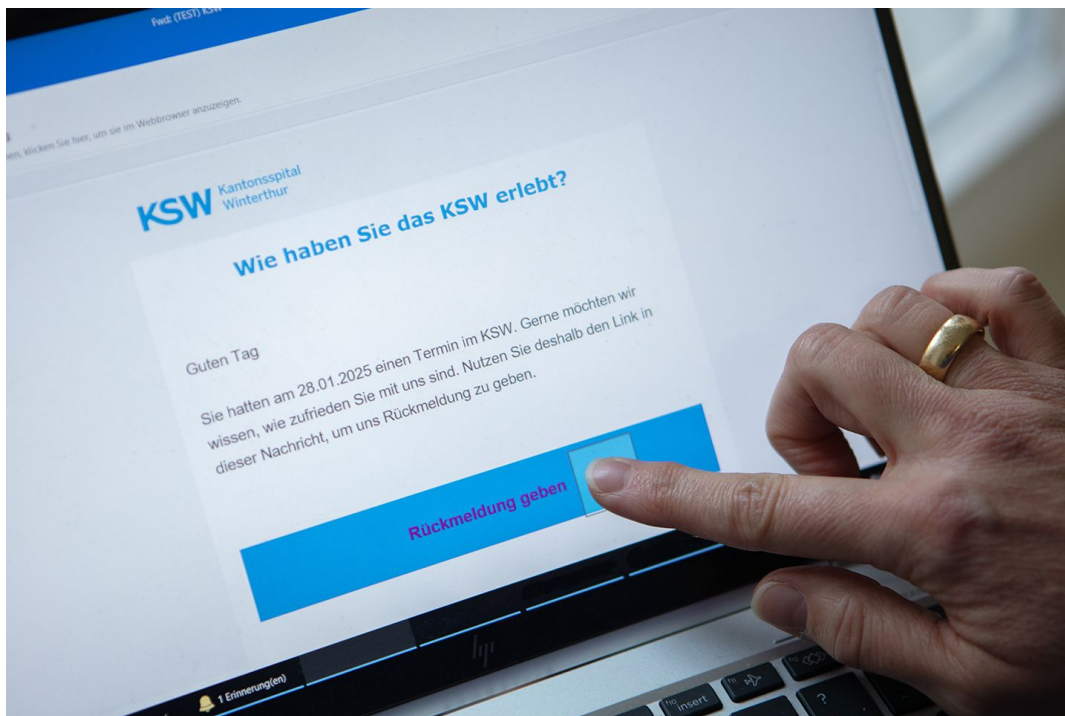 Fwd: (TEST) KSW
nen, klicken Sie hier, um sie im Webbrowser anzuzeigen.
KSW Kantonsspital
Winterthur
Wie haben Sie das KSW erlebt?
Guten Tag
Sie hatten am 28.01.2025 einen Termin im KSW. Gerne möchten wir
wissen, wie zufrieden Sie mit uns sind. Nutzen Sie deshalb den Link in
dieser Nachricht, um uns Rückmeldung zu geben.
Rückmeldung geben
1 Erinnerung(en)
hp
insert
?